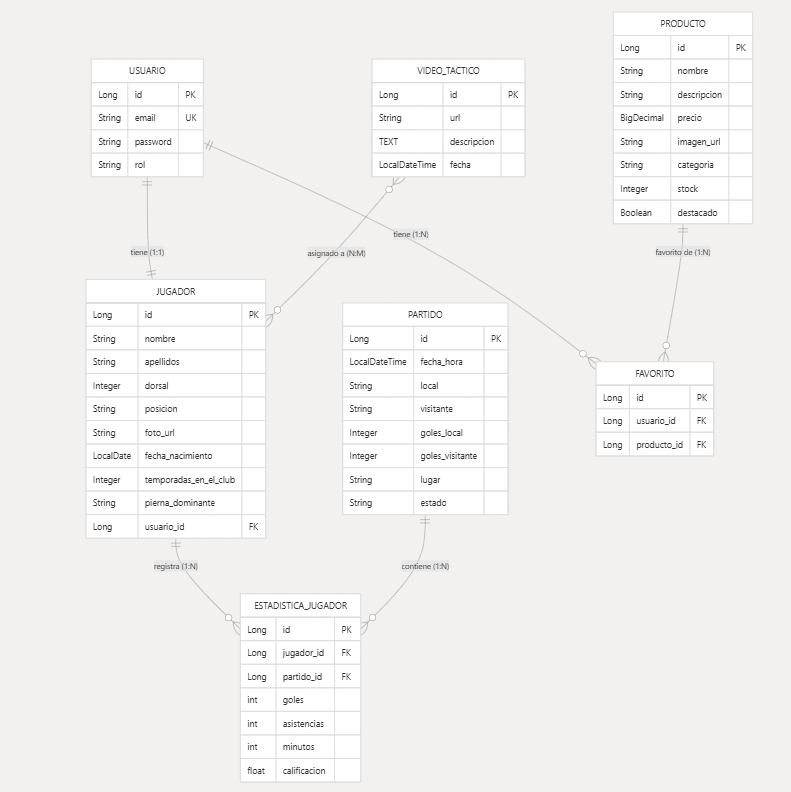 USUARIO
Long id PK
String email UK
String password
String rol
VIDEO_TACTICO
Long id PK
String url
TEXT descripcion
LocalDateTime fecha
PRODUCTO
Long id PK
String nombre
String descripcion
BigDecimal precio
String imagen_url
String categoria
Integer stock
Boolean destacado
tiene (1:1)
asignado a (N:M)
tiene (1:N)
favorito de (1:N)
JUGADOR
Long id PK
String nombre
String apellidos
Integer dorsal
String posicion
String foto_url
LocalDate fecha_nacimiento
Integer temporadas_en_el_club
String pierna_dominante
Long usuario_id FK
PARTIDO
Long id PK
LocalDateTime fecha_hora
String local
String visitante
Integer goles_local
Integer goles_visitante
String lugar
String estado
FAVORITO
Long id PK
Long usuario_id FK
Long producto_id FK
registra (1:N)
contiene (1:N)
ESTADISTICA_JUGADOR
Long id PK
Long jugador_id FK
Long partido_id FK
int goles
int asistencias
int minutos
float calificacion